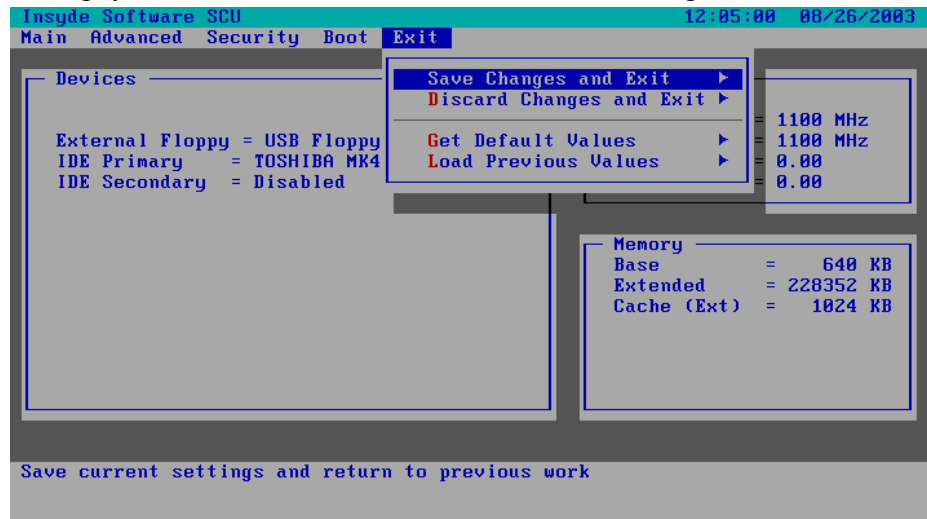 Insyde Software SCU 12:05:00 08/26/2003
Main Advanced Security Boot Exit
Devices
External Floppy = USB Floppy
IDE Primary = TOSHIBA MK4
IDE Secondary = Disabled
Save Changes and Exit
Discard Changes and Exit
Get Default Values
Load Previous Values
= 1100 MHz
= 1100 MHz
= 0.00
= 0.00
Memory
Base = 640 KB
Extended = 228352 KB
Cache (Ext) = 1024 KB
Save current settings and return to previous work